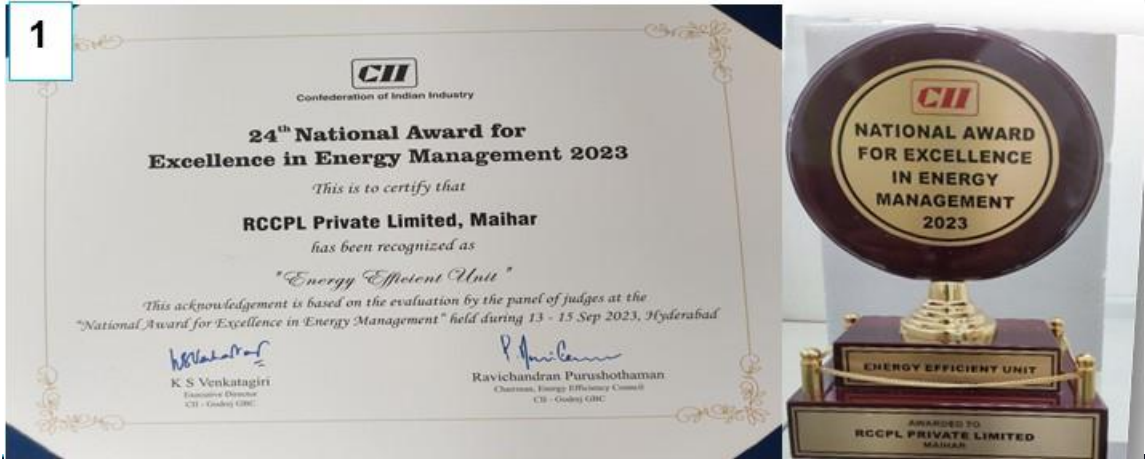 1
CII
Confederation of Indian Industry
24th National Award for
Excellence in Energy Management 2023
This is to certify that
RCCPL Private Limited, Maihar
has been recognized as
"Energy Efficient Unit"
This acknowledgement is based on the evaluation by the panel of judges at the
"National Award for Excellence in Energy Management" held during 13 - 15 Sep 2023, Hyderabad
K S Venkatagiri
Executive Director
CII - Godrej GBC
Ravichandran Purushothaman
Chairman, Energy Efficiency Council
CII - Godrej GBC
CII
NATIONAL AWARD
FOR EXCELLENCE
IN ENERGY
MANAGEMENT
2023
ENERGY EFFICIENT UNIT
AWARDED TO
RCCPL PRIVATE LIMITED
MAIHAR